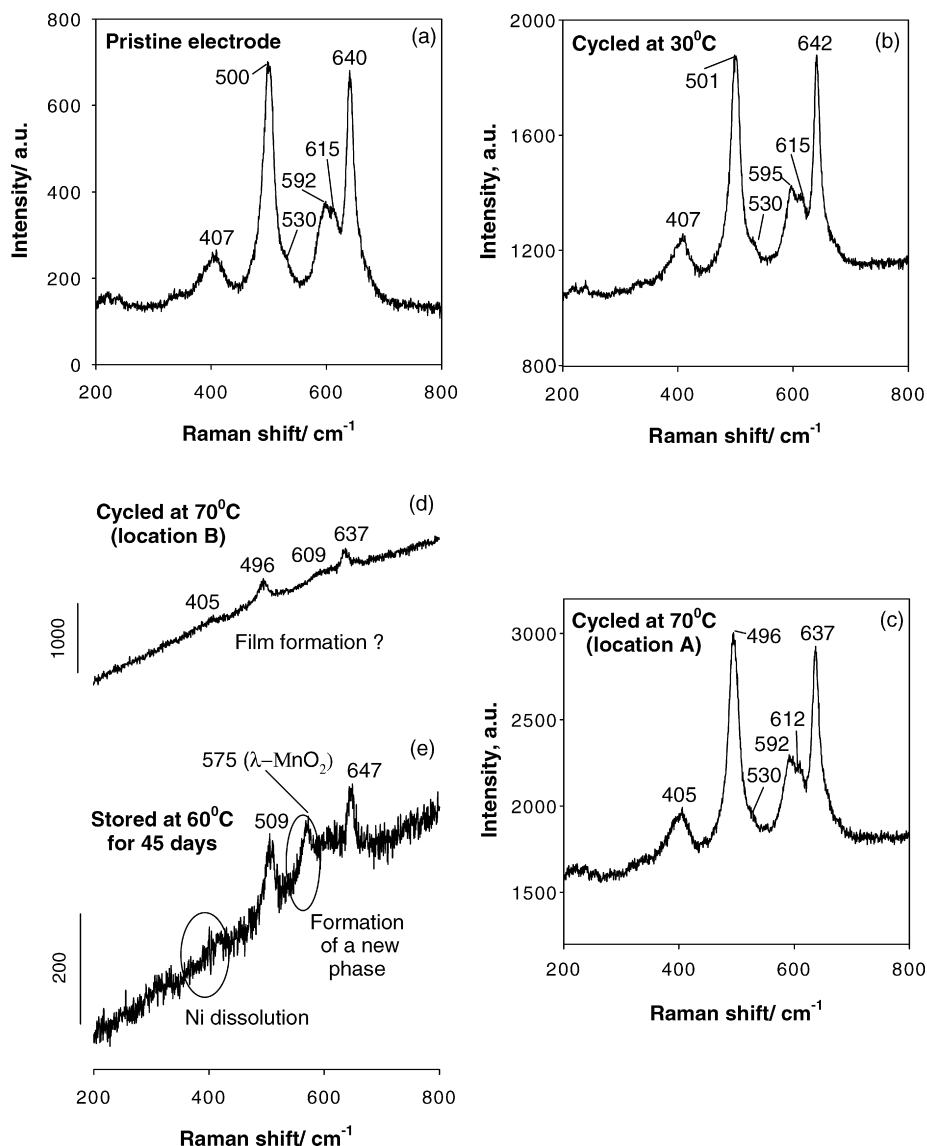 Pristine electrode
(a)
800
600
400
200
0
200 400 600 800
500
640
615
592
530
407
Intensity/ a.u.
Raman shift/ cm⁻¹
Cycled at 30⁰C
(b)
2000
1800
1600
1400
1200
1000
800
200 400 600 800
501
642
615
595
530
407
Intensity, a.u.
Raman shift/ cm⁻¹
Cycled at 70⁰C
(location B)
(d)
637
609
496
405
1000
Film formation ?
(e)
575 (λ−MnO₂)
647
Stored at 60⁰C
for 45 days
509
200
Formation
of a new
phase
Ni dissolution
200 400 600 800
Raman shift/ cm⁻¹
Cycled at 70⁰C
(location A)
(c)
3000
2500
2000
1500
200 400 600 800
496
637
612
592
530
405
Intensity, a.u.
Raman shift/ cm⁻¹